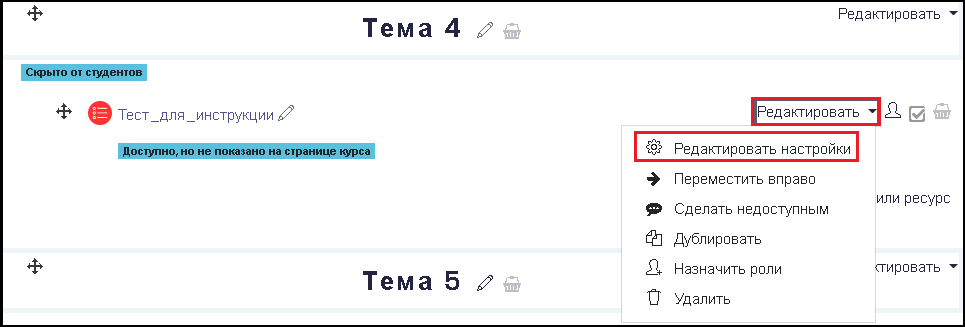 Редактировать
Тема 4
Скрыто от студентов
Тест_для_инструкции
Редактировать
Доступно, но не показано на странице курса
Редактировать настройки
Переместить вправо
или ресурс
Сделать недоступным
Дублировать
Назначить роли
ктировать
Тема 5
Удалить